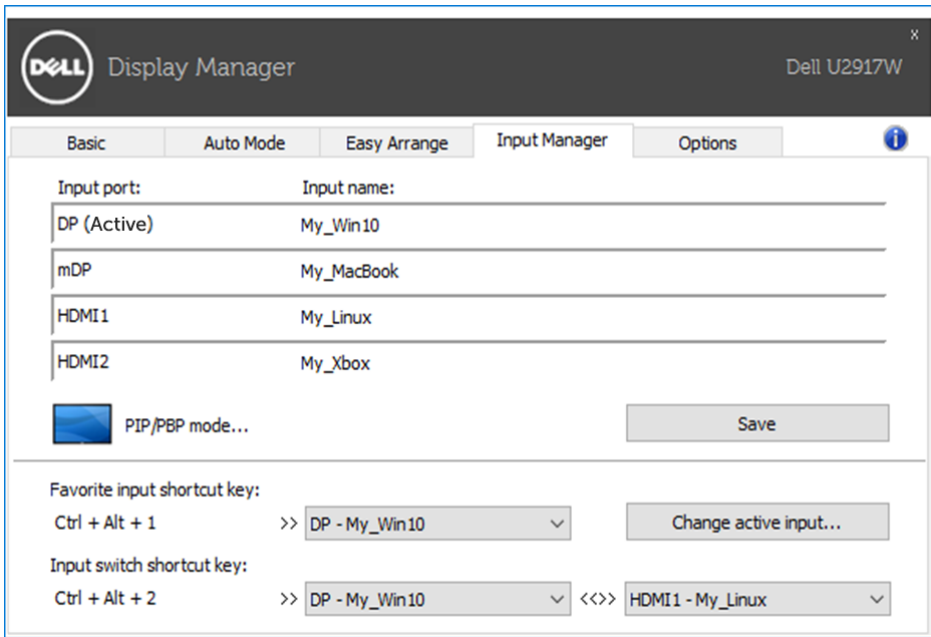 x
DELL Display Manager Dell U2917W
Basic Auto Mode Easy Arrange Input Manager Options i
Input port: Input name:
DP (Active) My_Win10
mDP My_MacBook
HDMI1 My_Linux
HDMI2 My_Xbox
PIP/PBP mode... Save
Favorite input shortcut key:
Ctrl + Alt + 1 >> DP - My_Win10 Change active input...
Input switch shortcut key:
Ctrl + Alt + 2 >> DP - My_Win10 <<>> HDMI1 - My_Linux